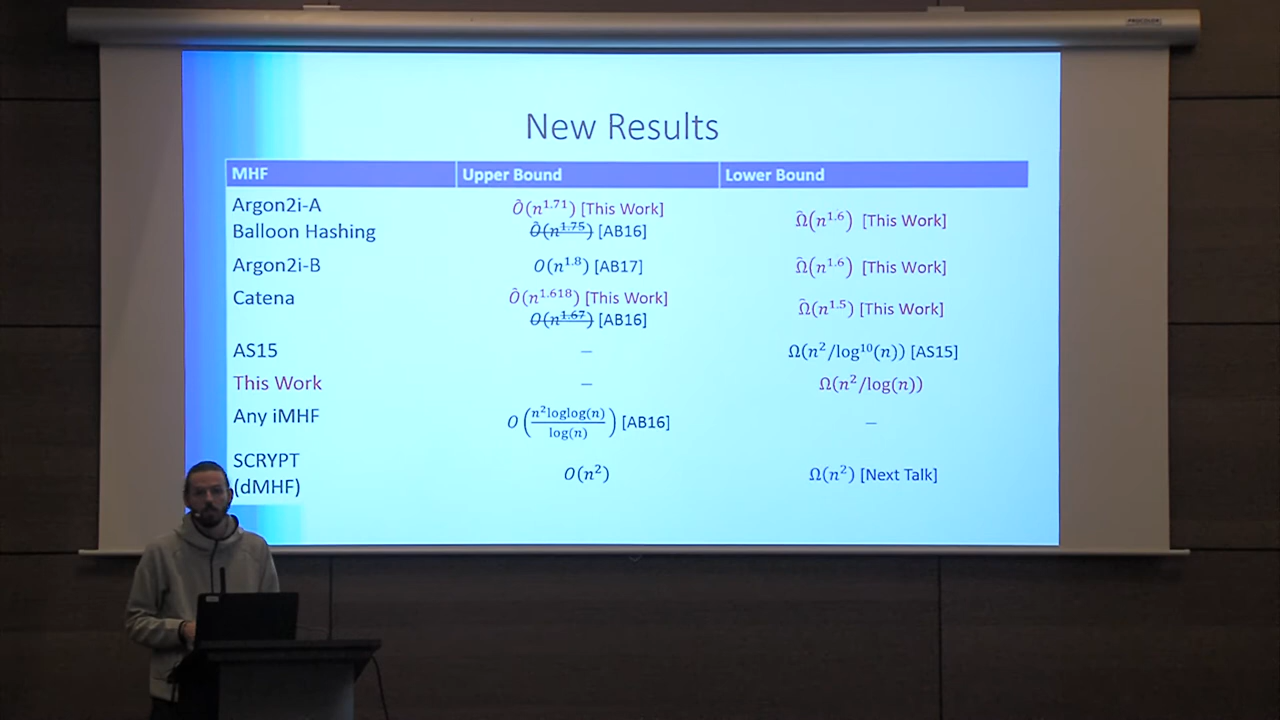 New Results
MHF Upper Bound Lower Bound
Argon2i-A
Balloon Hashing
Õ(n^1.71) [This Work]
Õ(n^1.75) [AB16]
Ω̃(n^1.6) [This Work]
Argon2i-B O(n^1.8) [AB17] Ω̃(n^1.6) [This Work]
Catena
Õ(n^1.618) [This Work]
O(n^1.67) [AB16]
Ω̃(n^1.5) [This Work]
AS15 – Ω(n²/log¹⁰(n)) [AS15]
This Work – Ω(n²/log(n))
Any iMHF O(n²loglog(n)/log(n)) [AB16] –
SCRYPT
(dMHF)
O(n²) Ω(n²) [Next Talk]